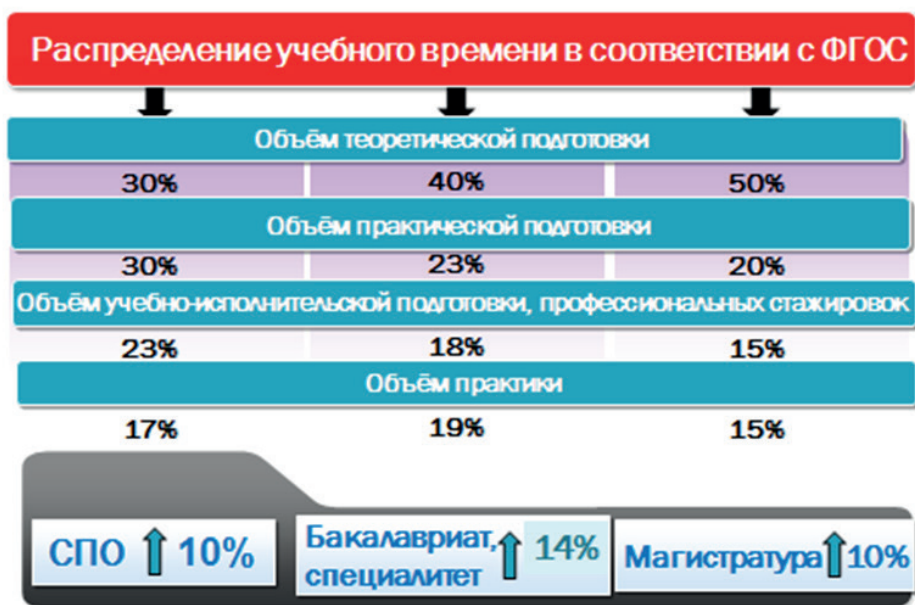 Распределение учебного времени в соответствии с ФГОС
Объём теоретической подготовки
30% 40% 50%
Объём практической подготовки
30% 23% 20%
Объём учебно-исполнительской подготовки, профессиональных стажировок
23% 18% 15%
Объём практики
17% 19% 15%
СПО 10%
Бакалавриат,
специалитет 14%
Магистратура 10%